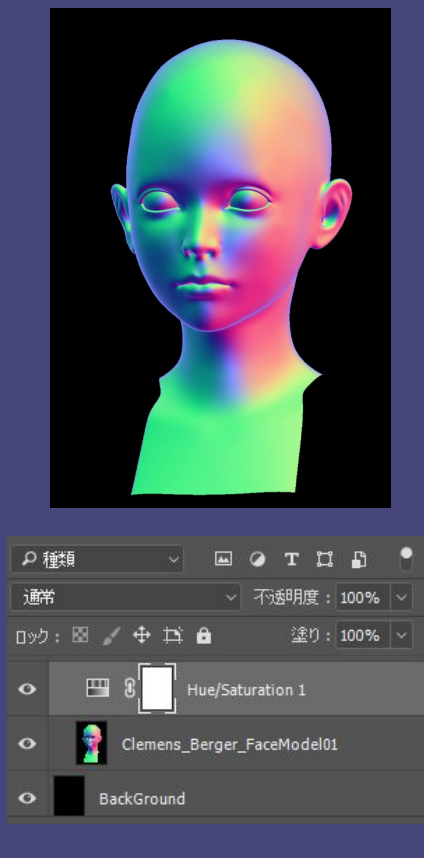 種類
通常 不透明度: 100%
ロック: 塗り: 100%
Hue/Saturation 1
Clemens_Berger_FaceModel01
BackGround